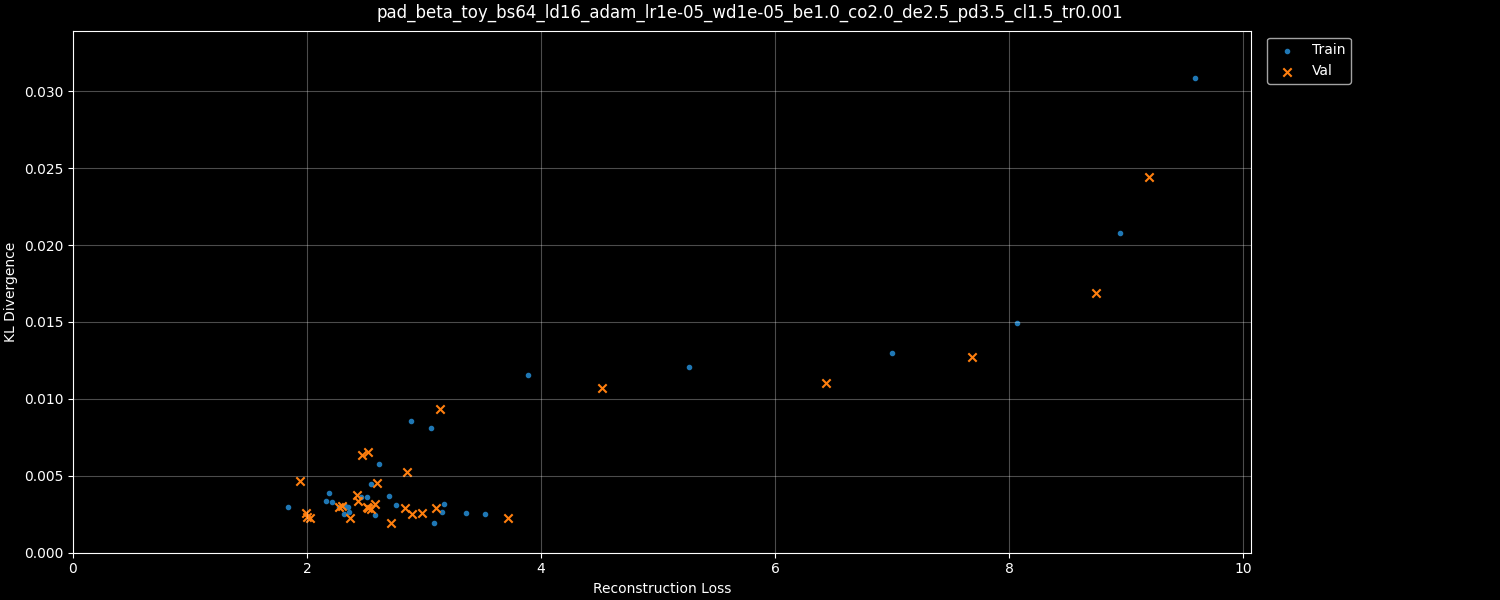 pad_beta_toy_bs64_ld16_adam_lr1e-05_wd1e-05_be1.0_co2.0_de2.5_pd3.5_cl1.5_tr0.001
Train
Val
0.030
0.025
0.020
0.015
0.010
0.005
0.000
KL Divergence
0 2 4 6 8 10
Reconstruction Loss